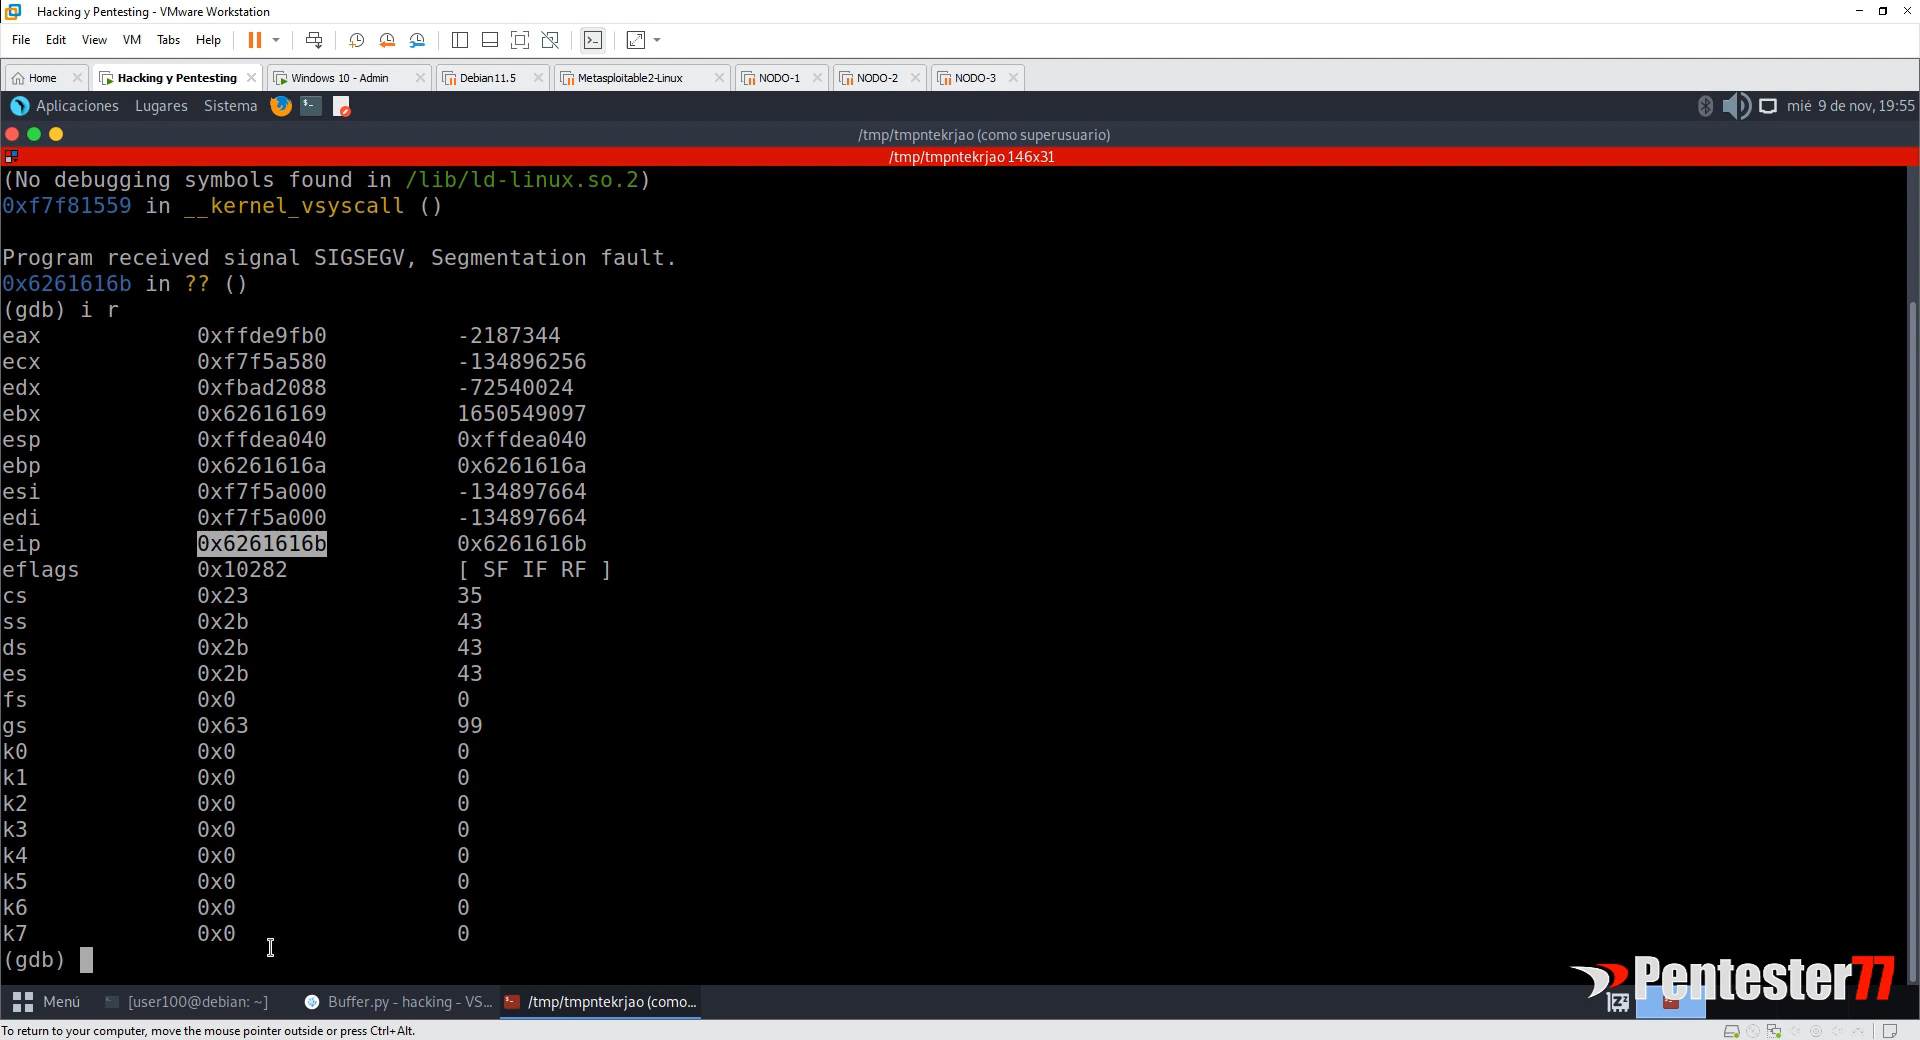 Hacking y Pentesting - VMware Workstation
File Edit View VM Tabs Help
Home Hacking y Pentesting Windows 10 - Admin Debian11.5 Metasploitable2-Linux NODO-1 NODO-2 NODO-3
Aplicaciones Lugares Sistema mié 9 de nov, 19:55
/tmp/tmpntekrjao (como superusuario)
/tmp/tmpntekrjao 146x31
(No debugging symbols found in /lib/ld-linux.so.2)
0xf7f81559 in __kernel_vsyscall ()
Program received signal SIGSEGV, Segmentation fault.
0x6261616b in ?? ()
(gdb) i r
eax 0xffde9fb0 -2187344
ecx 0xf7f5a580 -134896256
edx 0xfbad2088 -72540024
ebx 0x62616169 1650549097
esp 0xffdea040 0xffdea040
ebp 0x6261616a 0x6261616a
esi 0xf7f5a000 -134897664
edi 0xf7f5a000 -134897664
eip 0x6261616b 0x6261616b
eflags 0x10282 [ SF IF RF ]
cs 0x23 35
ss 0x2b 43
ds 0x2b 43
es 0x2b 43
fs 0x0 0
gs 0x63 99
k0 0x0 0
k1 0x0 0
k2 0x0 0
k3 0x0 0
k4 0x0 0
k5 0x0 0
k6 0x0 0
k7 0x0 0
(gdb)
Pentester77
Menú [user100@debian: ~] Buffer.py - hacking - VS... /tmp/tmpntekrjao (como...
To return to your computer, move the mouse pointer outside or press Ctrl+Alt.